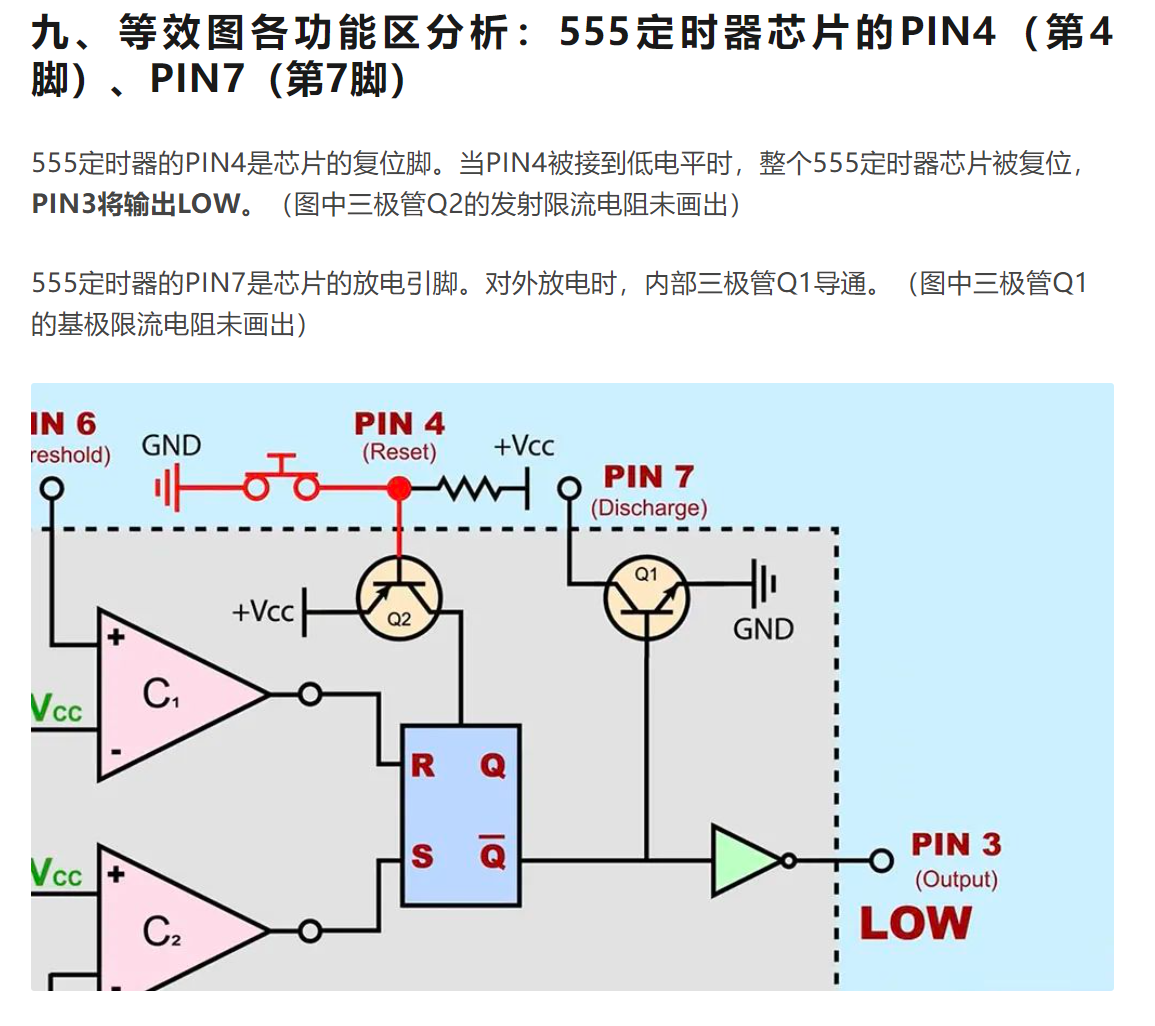 九、等效图各功能区分析：555定时器芯片的PIN4（第4
脚）、PIN7（第7脚）
555定时器的PIN4是芯片的复位脚。当PIN4被接到低电平时，整个555定时器芯片被复位，
PIN3将输出LOW。（图中三极管Q2的发射限流电阻未画出）
555定时器的PIN7是芯片的放电引脚。对外放电时，内部三极管Q1导通。（图中三极管Q1
的基极限流电阻未画出）
IN 6
reshold)
GND
PIN 4
(Reset)
+Vcc
PIN 7
(Discharge)
+Vcc
Q2
Q1
GND
+
C₁
-
Vcc
R Q
S Q̅
Vcc
+
C₂
-
PIN 3
(Output)
LOW